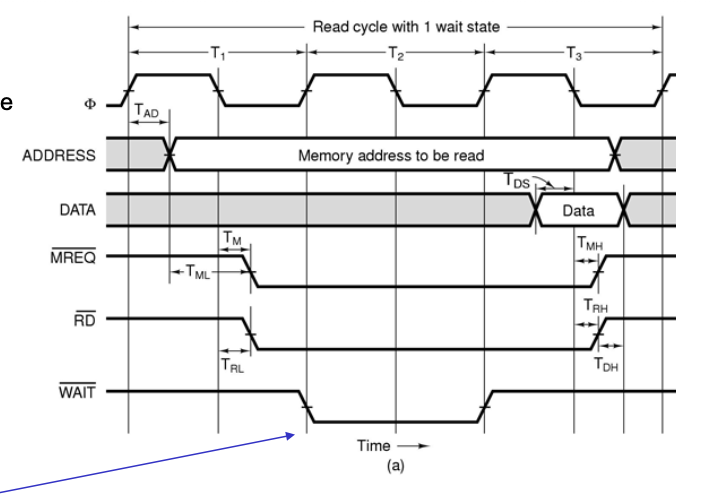 Read cycle with 1 wait state
T1 T2 T3
e
Φ
TAD
ADDRESS Memory address to be read
TDS
DATA Data
TM TMH
MREQ
TML
TRH
RD
TRL TDH
WAIT
Time
(a)